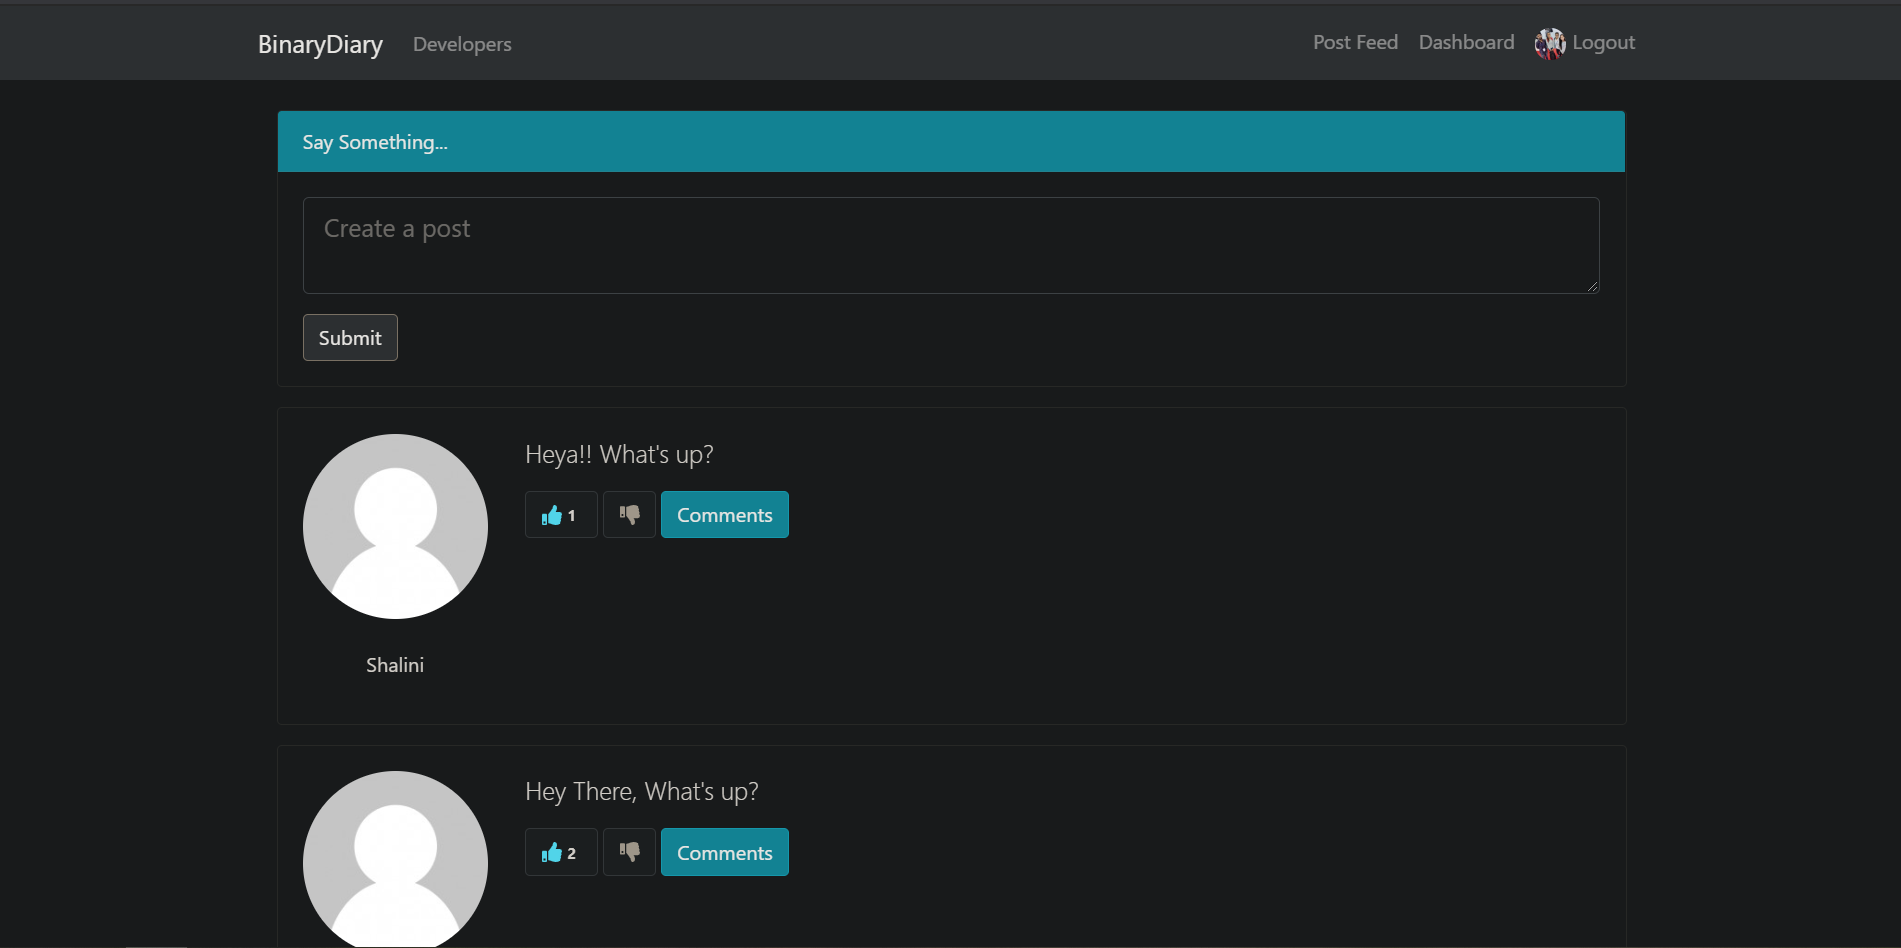 BinaryDiary Developers Post Feed Dashboard Logout
Say Something...
Create a post
Submit
Heya!! What's up?
1 Comments
Shalini
Hey There, What's up?
2 Comments